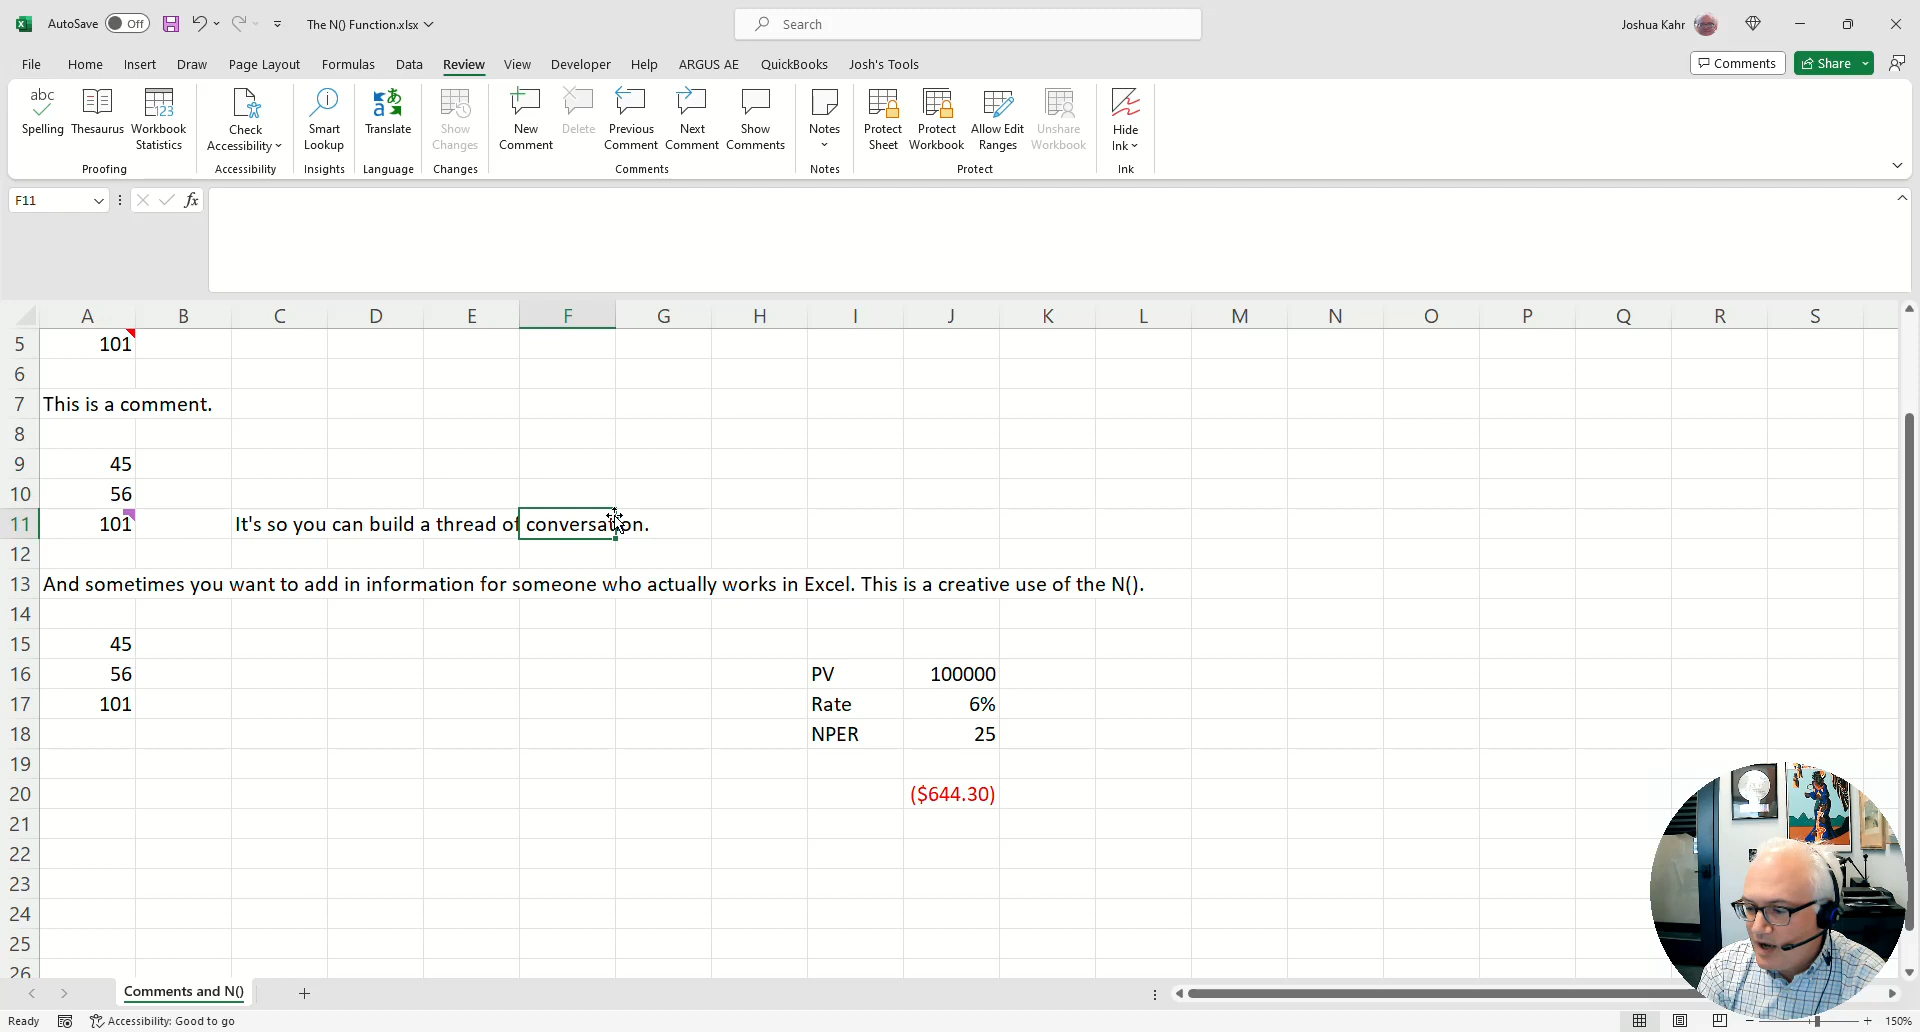 AutoSave Off The N() Function.xlsx Search Joshua Kahr
File Home Insert Draw Page Layout Formulas Data Review View Developer Help ARGUS AE QuickBooks Josh's Tools Comments Share
abc
Spelling
Thesaurus
Workbook
Statistics
Proofing
Check
Accessibility
Accessibility
Smart
Lookup
Insights
Translate
Language
Show
Changes
Changes
New
Comment
Delete
Previous
Comment
Next
Comment
Show
Comments
Comments
Notes
Notes
Protect
Sheet
Protect
Workbook
Allow Edit
Ranges
Unshare
Workbook
Protect
Hide
Ink
Ink
F11 fx
A B C D E F G H I J K L M N O P Q R S
5 101
6
7 This is a comment.
8
9 45
10 56
11 101 It's so you can build a thread of conversation.
12
13 And sometimes you want to add in information for someone who actually works in Excel. This is a creative use of the N().
14
15 45
16 56 PV 100000
17 101 Rate 6%
18 NPER 25
19
20 ($644.30)
21
22
23
24
25
26
Comments and N()
Ready Accessibility: Good to go 150%